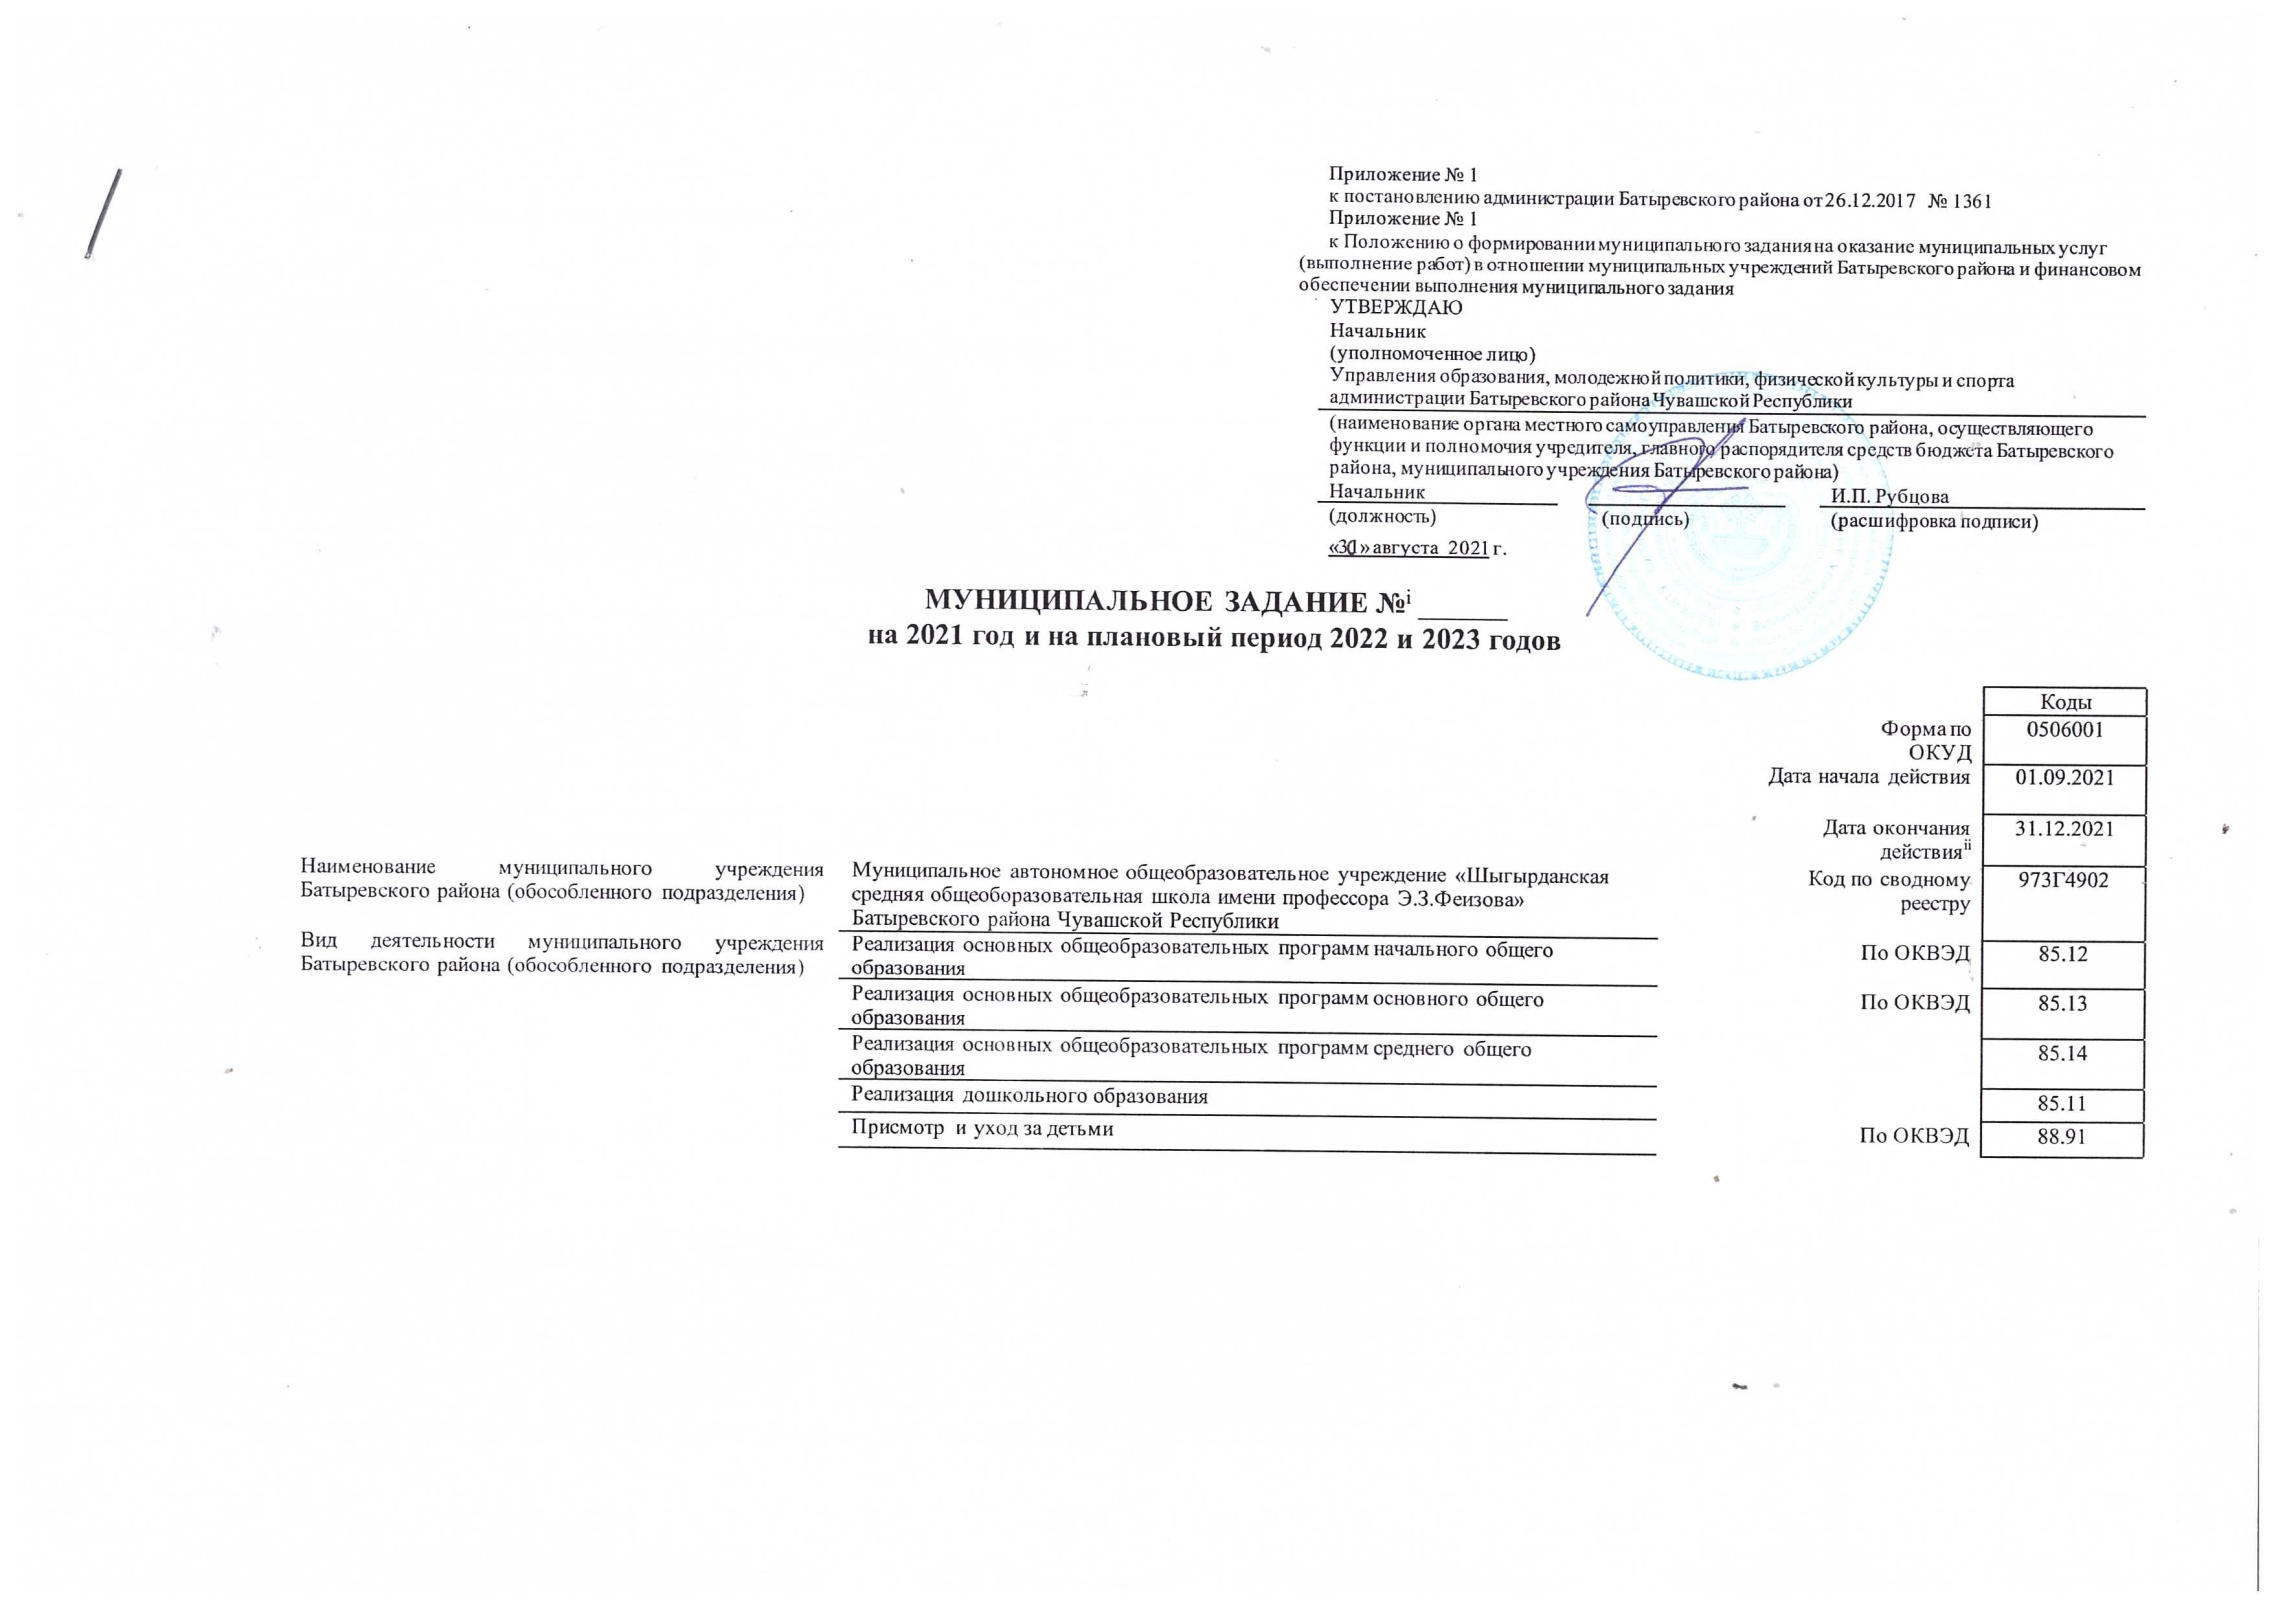 Приложение № 1
к постановлению администрации Батыревского района от 26.12.2017 № 1361
Приложение № 1
к Положению о формировании муниципального задания на оказание муниципальных услуг
(выполнение работ) в отношении муниципальных учреждений Батыревского района и финансовом
обеспечении выполнения муниципального задания
УТВЕРЖДАЮ
Начальник
(уполномоченное лицо)
Управления образования, молодежной политики, физической культуры и спорта
администрации Батыревского района Чувашской Республики
(наименование органа местного самоуправления Батыревского района, осуществляющего
функции и полномочия учредителя, главного распорядителя средств бюджета Батыревского
района, муниципального учреждения Батыревского района)
Начальник И.П. Рубцова
(должность) (подпись) (расшифровка подписи)
августа 2021 г.
МУНИЦИПАЛЬНОЕ ЗАДАНИЕ №i ______
на 2021 год и на плановый период 2022 и 2023 годов
Коды
Форма по 0506001
ОКУД
Дата начала действия 01.09.2021
Дата окончания 31.12.2021
действияii
Наименование муниципального учреждения
Батыревского района (обособленного подразделения)
Муниципальное автономное общеобразовательное учреждение «Шыгырданская
средняя общеоборазовательная школа имени профессора Э.З.Феизова»
Батыревского района Чувашской Республики
Код по сводному 973Г4902
реестру
Вид деятельности муниципального учреждения
Батыревского района (обособленного подразделения)
Реализация основных общеобразовательных программ начального общего
образования
По ОКВЭД 85.12
Реализация основных общеобразовательных программ основного общего
образования
По ОКВЭД 85.13
Реализация основных общеобразовательных программ среднего общего
образования
85.14
Реализация дошкольного образования 85.11
Присмотр и уход за детьми По ОКВЭД 88.91